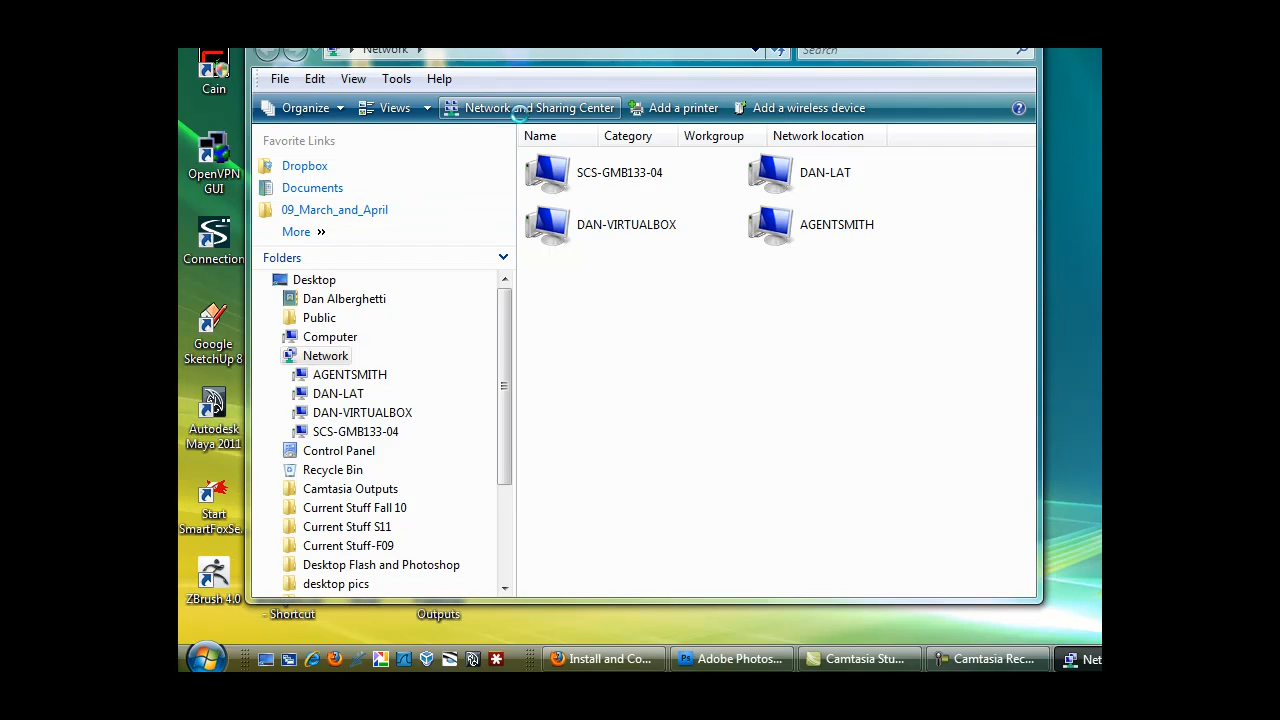 Network
Search
File Edit View Tools Help
Organize Views Network and Sharing Center Add a printer Add a wireless device
Favorite Links
Dropbox
Documents
09_March_and_April
More »
Folders
Desktop
Dan Alberghetti
Public
Computer
Network
AGENTSMITH
DAN-LAT
DAN-VIRTUALBOX
SCS-GMB133-04
Control Panel
Recycle Bin
Camtasia Outputs
Current Stuff Fall 10
Current Stuff S11
Current Stuff-F09
Desktop Flash and Photoshop
desktop pics
Name Category Workgroup Network location
SCS-GMB133-04 DAN-LAT
DAN-VIRTUALBOX AGENTSMITH
Cain
OpenVPN
GUI
Connection
Google
SketchUp 8
Autodesk
Maya 2011
Start
SmartFoxSe...
ZBrush 4.0
- Shortcut
Outputs
Install and Co... Adobe Photos... Camtasia Stu... Camtasia Rec... Net